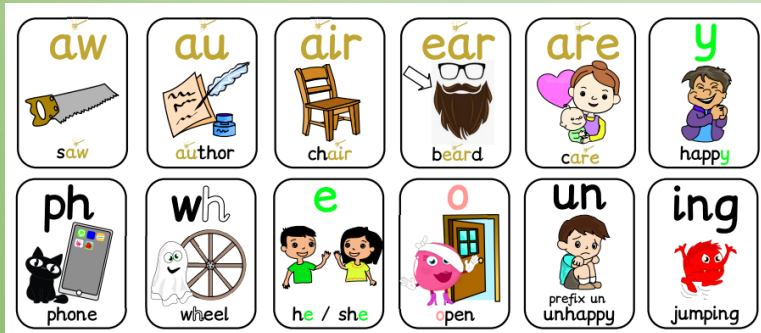 aw
saw
au
author
air
chair
ear
beard
are
care
y
happy
ph
phone
wh
wheel
e
he / she
o
open
un
prefix un
unhappy
ing
jumping